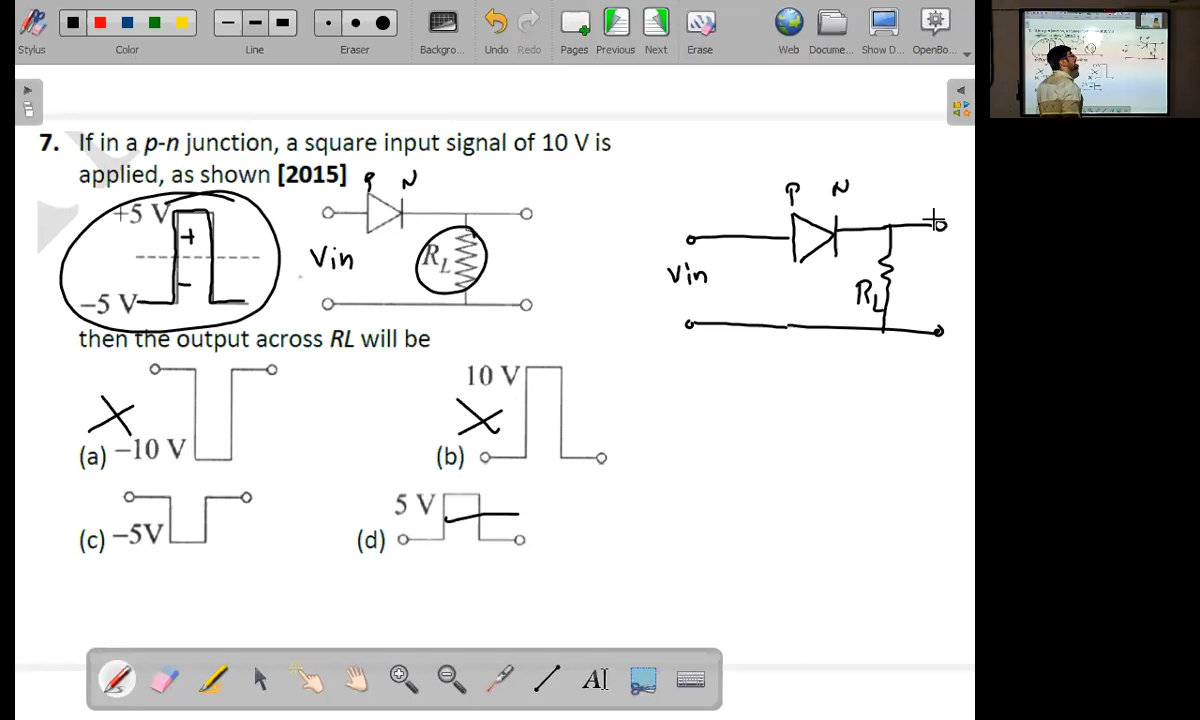 Stylus
Color
Line
Eraser
Backgro...
Undo
Redo
Pages
Previous
Next
Erase
Web
Docume...
Show D...
OpenBo...
7. If in a p-n junction, a square input signal of 10 V is
applied, as shown [2015]
P N
+5 V
+
Vin
RL
−
−5 V
P N
Vin
RL
+
then the output across RL will be
(a) −10 V
(b) 10 V
(c) −5V
(d) 5 V
AI